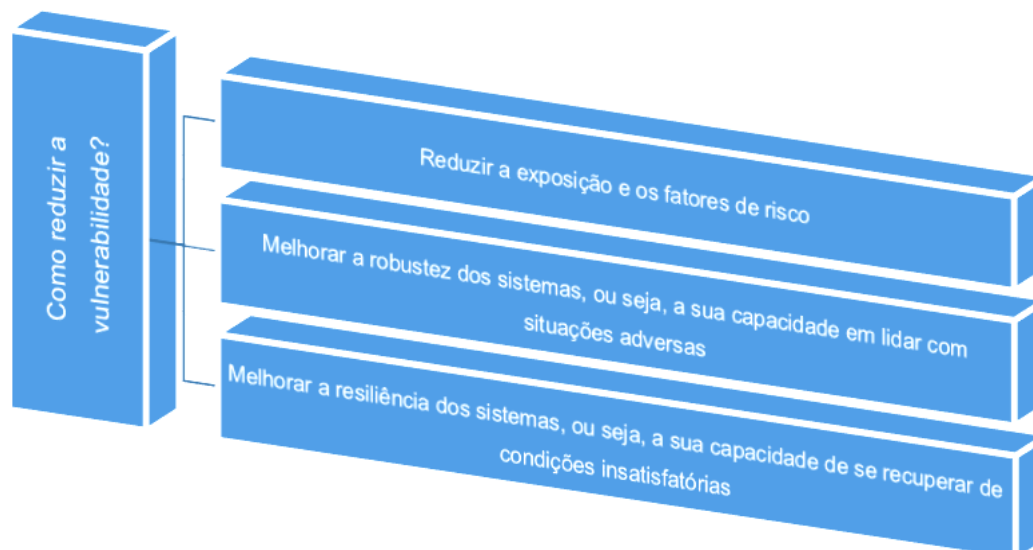 Como reduzir a
vulnerabilidade?
Reduzir a exposição e os fatores de risco
Melhorar a robustez dos sistemas, ou seja, a sua capacidade em lidar com
situações adversas
Melhorar a resiliência dos sistemas, ou seja, a sua capacidade de se recuperar de
condições insatisfatórias